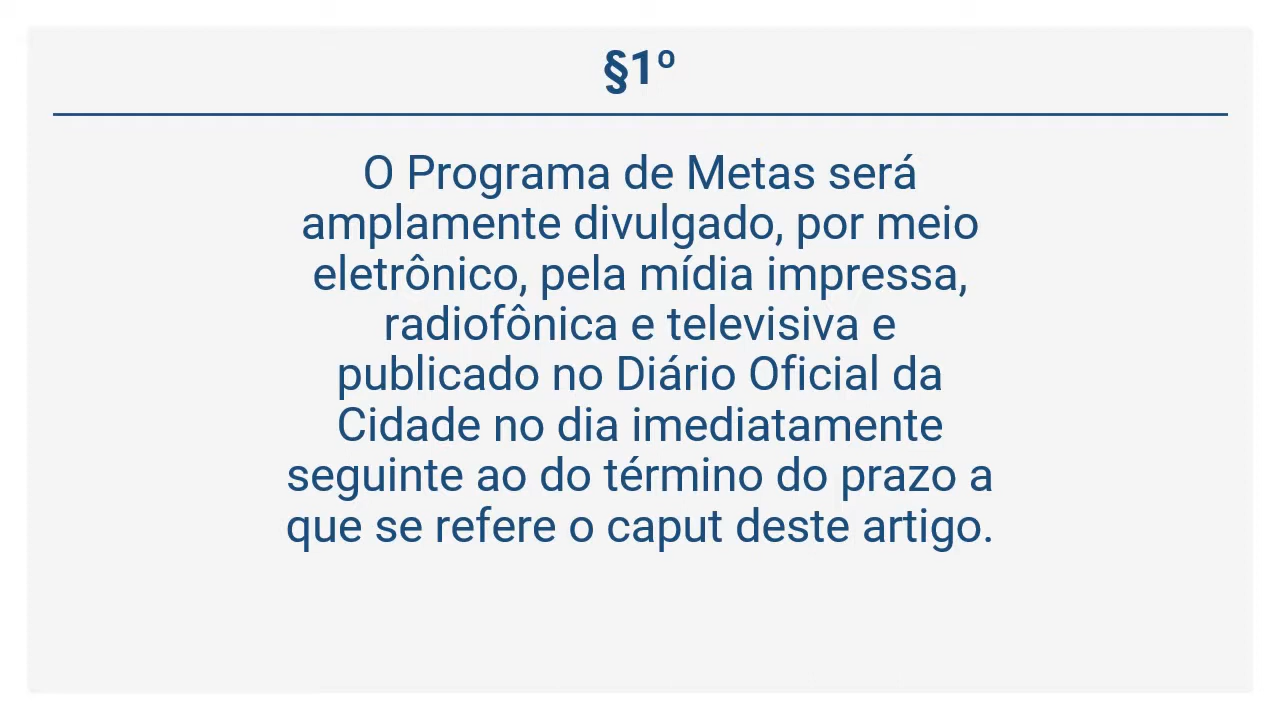 §1º
O Programa de Metas será
amplamente divulgado, por meio
eletrônico, pela mídia impressa,
radiofônica e televisiva e
publicado no Diário Oficial da
Cidade no dia imediatamente
seguinte ao do término do prazo a
que se refere o caput deste artigo.